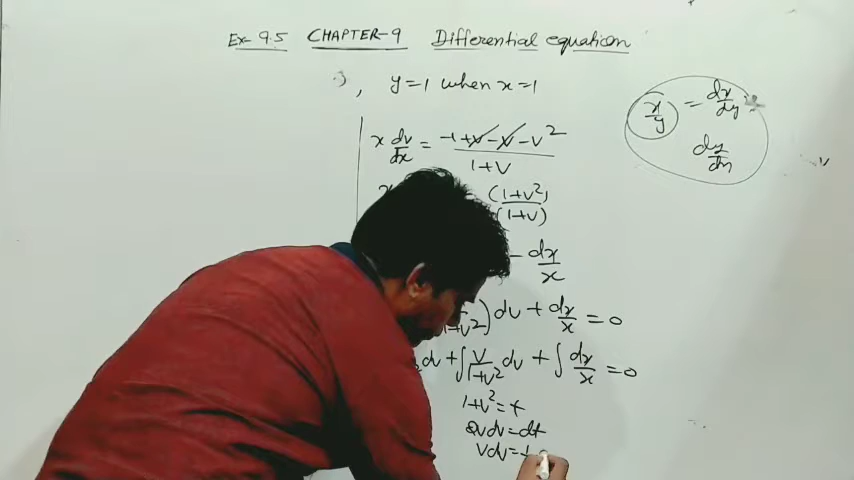 Ex- 9.5 CHAPTER-9 Differential equation
, y=1 when x=1
x/y = dx/dy
dy/dx
x dv/dx = -1+v-v-v²/1+v
(1+v²)/(1+v)
- dx/x
dv + dx/x = 0
dv + ∫ v/1+v² dv + ∫ dx/x = 0
1+v² = t
2vdv = dt
vdv =